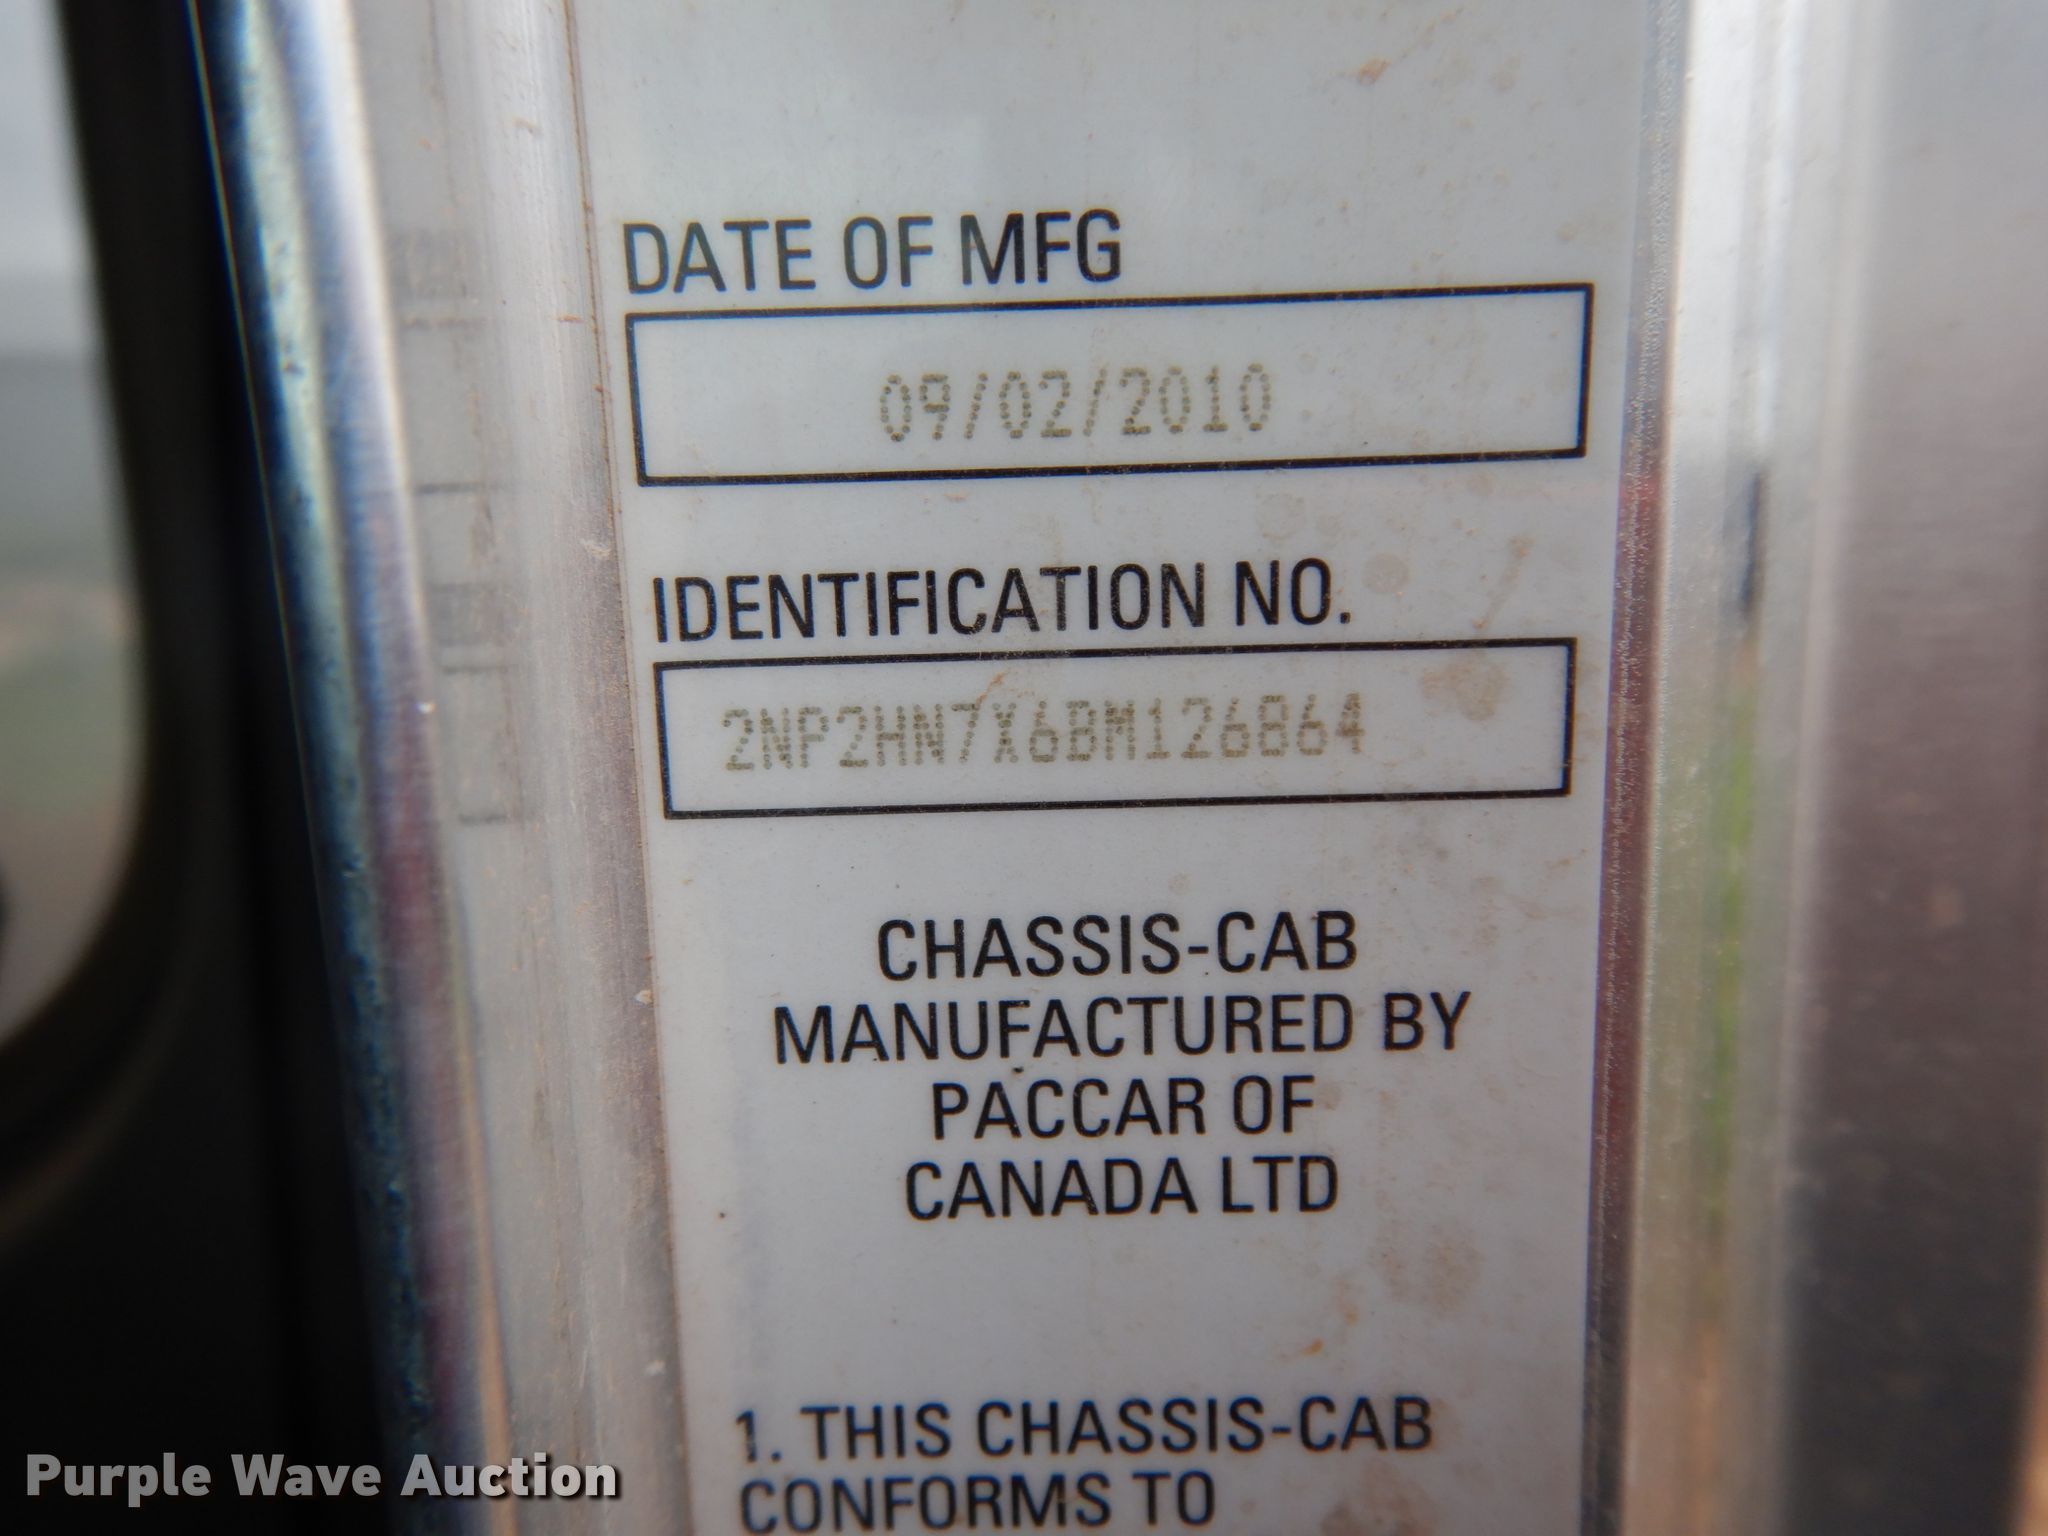 DATE OF MFG
09/02/2010
IDENTIFICATION NO.
2NP2HN7X6BM126864
CHASSIS-CAB
MANUFACTURED BY
PACCAR OF
CANADA LTD
1. THIS CHASSIS-CAB
CONFORMS TO
Purple Wave Auction